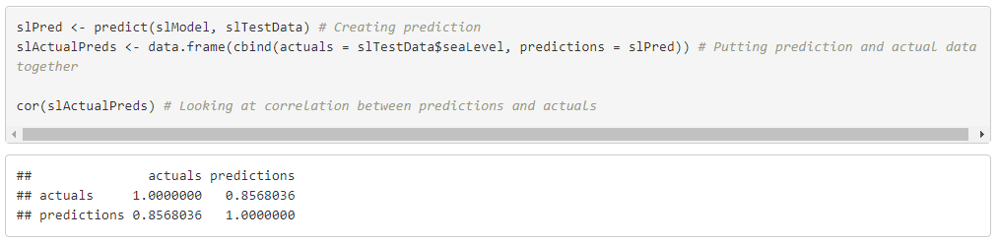 slPred <- predict(slModel, slTestData) # Creating prediction
slActualPreds <- data.frame(cbind(actuals = slTestData$seaLevel, predictions = slPred)) # Putting prediction and actual data
together
cor(slActualPreds) # Looking at correlation between predictions and actuals
##               actuals predictions
## actuals     1.0000000   0.8568036
## predictions 0.8568036   1.0000000